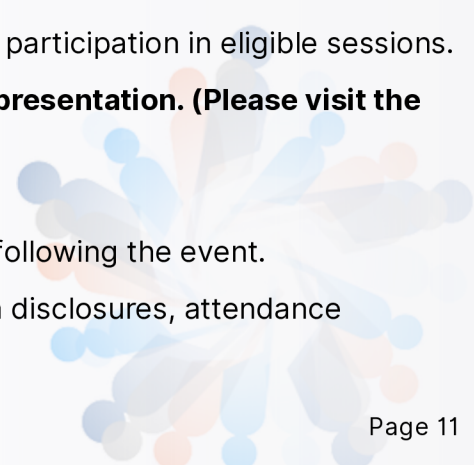 participation in eligible sessions.
presentation. (Please visit the
following the event.
disclosures, attendance
Page 11